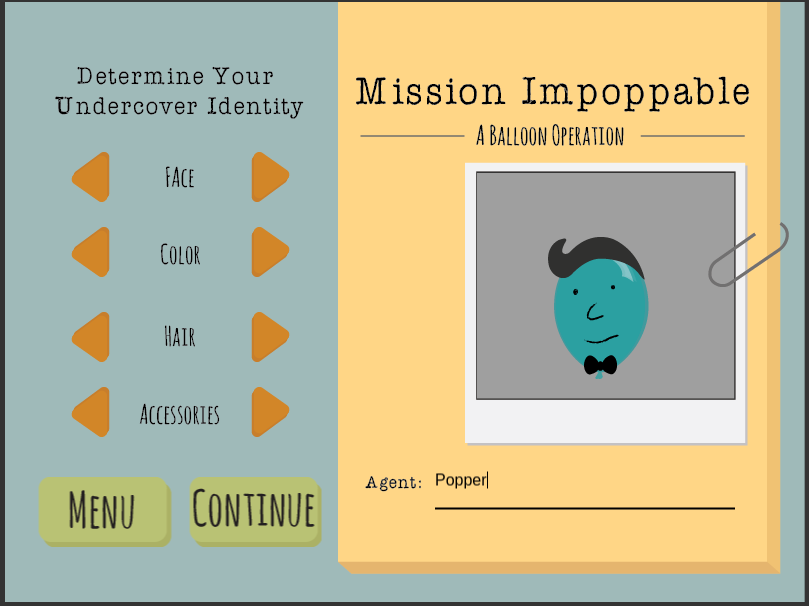 Determine Your
Undercover Identity
FAce
Color
Hair
Accessories
Menu
Continue
Mission Impoppable
A Balloon Operation
Agent: Popper